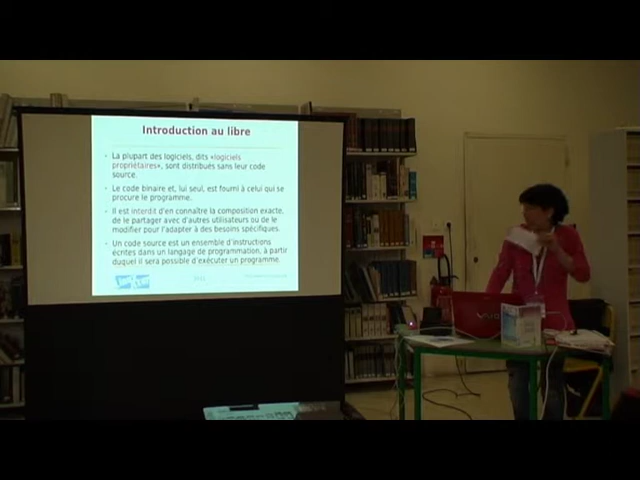 Introduction au libre
- La plupart des logiciels, dits «logiciels
propriétaires», sont distribués sans leur code
source.
- Le code binaire et, lui seul, est fourni à celui qui se
procure le programme.
- Il est interdit d'en connaître la composition exacte,
de le partager avec d'autres utilisateurs ou de le
modifier pour l'adapter à des besoins spécifiques.
- Un code source est un ensemble d'instructions
écrites dans un langage de programmation, à partir
duquel il sera possible d'exécuter un programme.